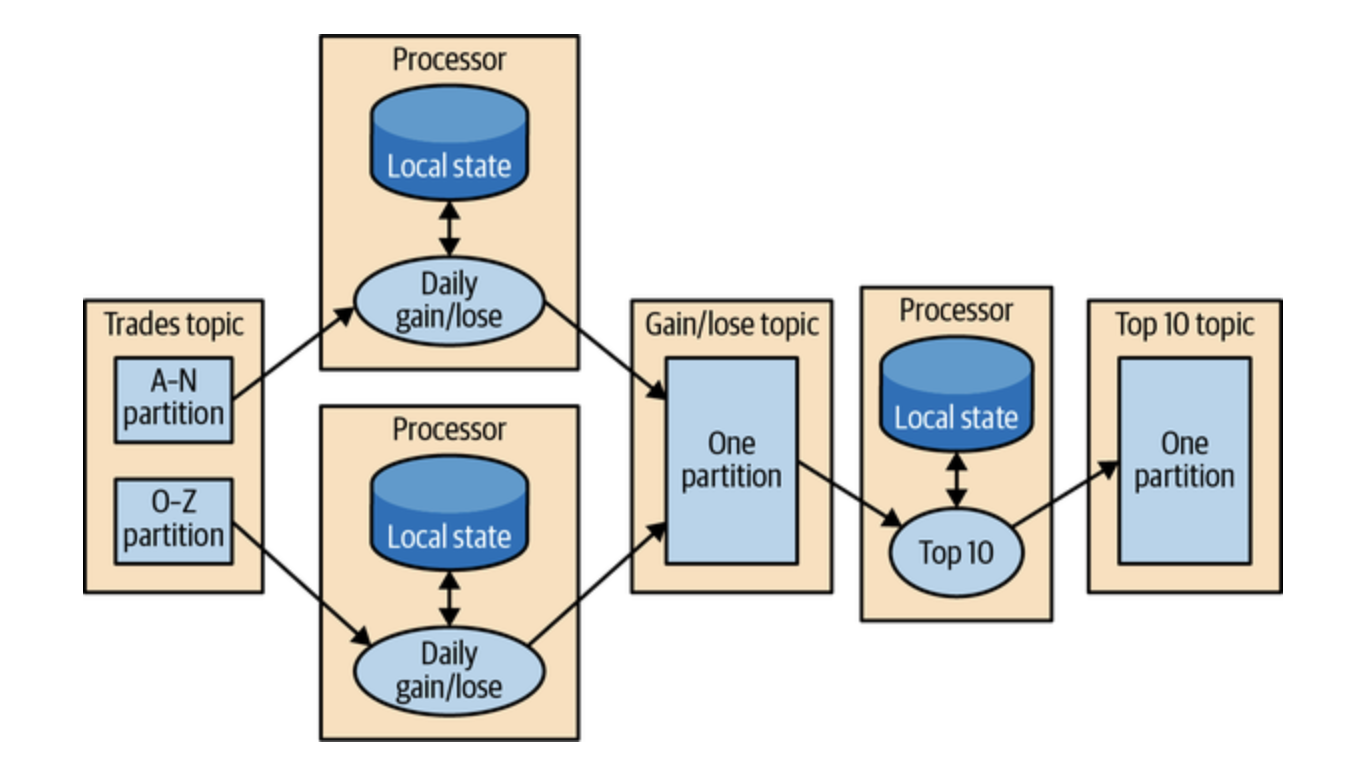 Processor
Local state
Daily
gain/lose
Trades topic
A–N
partition
O–Z
partition
Processor
Local state
Daily
gain/lose
Gain/lose topic
One
partition
Processor
Local state
Top 10
Top 10 topic
One
partition